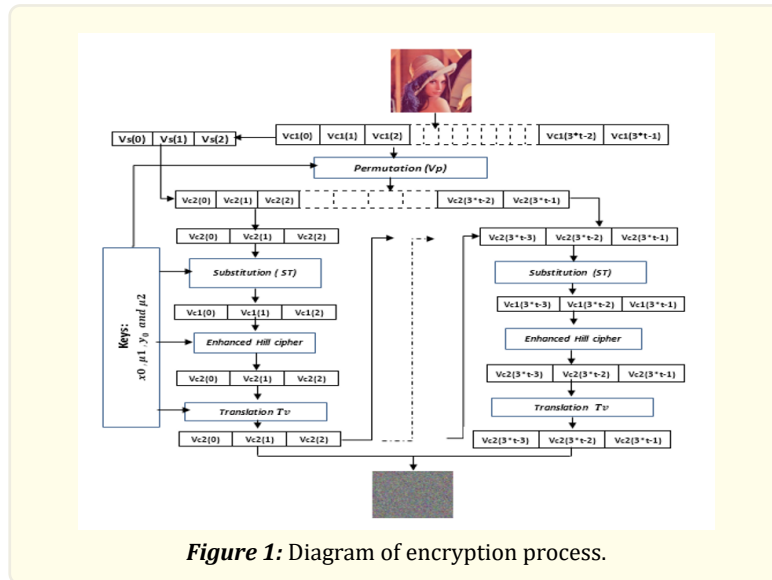 Vc1(0) Vc1(1) Vc1(2) Vc1(3*t-2) Vc1(3*t-1)
Vs(0) Vs(1) Vs(2)
Permutation (Vp)
Vc2(0) Vc2(1) Vc2(2) Vc2(3*t-2) Vc2(3*t-1)
Vc2(0) Vc2(1) Vc2(2)
Vc2(3*t-3) Vc2(3*t-2) Vc2(3*t-1)
Substitution ( ST)
Substitution (ST)
Vc1(0) Vc1(1) Vc1(2)
Vc1(3*t-3) Vc1(3*t-2) Vc1(3*t-1)
Keys:
x0 ,μ1 ,y₀ and μ2
Enhanced Hill cipher
Enhanced Hill cipher
Vc2(0) Vc2(1) Vc2(2)
Vc2(3*t-3) Vc2(3*t-2) Vc2(3*t-1)
Translation Tv
Translation Tv
Vc2(0) Vc2(1) Vc2(2)
Vc2(3*t-3) Vc2(3*t-2) Vc2(3*t-1)
Figure 1: Diagram of encryption process.